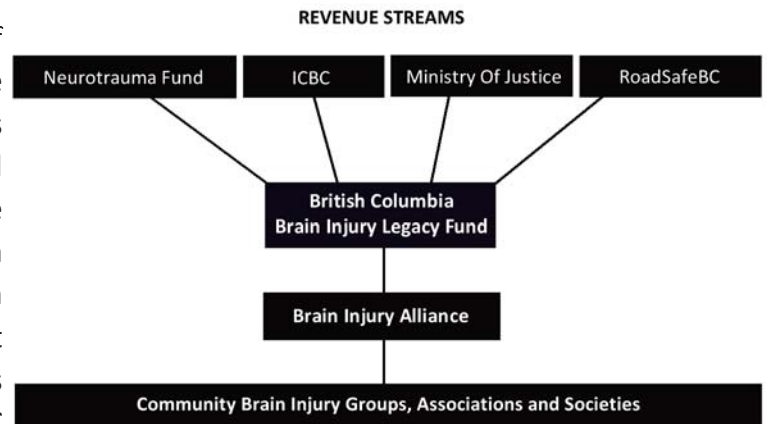 REVENUE STREAMS
Neurotrauma Fund
ICBC
Ministry Of Justice
RoadSafeBC
British Columbia
Brain Injury Legacy Fund
Brain Injury Alliance
Community Brain Injury Groups, Associations and Societies